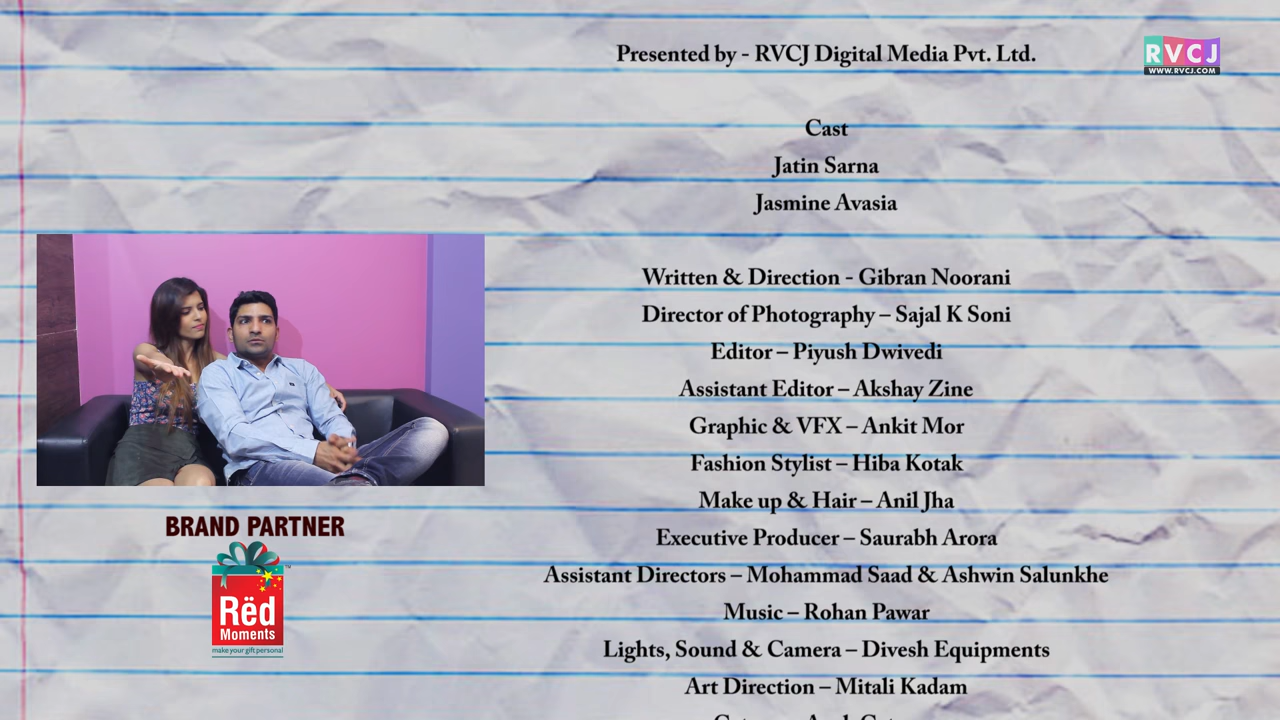 Presented by - RVCJ Digital Media Pvt. Ltd.
RVCJ
WWW.RVCJ.COM
Cast
Jatin Sarna
Jasmine Avasia
Written & Direction - Gibran Noorani
Director of Photography – Sajal K Soni
Editor – Piyush Dwivedi
Assistant Editor – Akshay Zine
Graphic & VFX – Ankit Mor
Fashion Stylist – Hiba Kotak
Make up & Hair – Anil Jha
Executive Producer – Saurabh Arora
Assistant Directors – Mohammad Saad & Ashwin Salunkhe
Music – Rohan Pawar
Lights, Sound & Camera – Divesh Equipments
Art Direction – Mitali Kadam
BRAND PARTNER
Rëd
Moments
make your gift personal